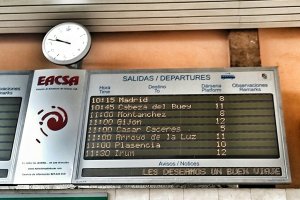 EACSA
SALIDAS / DEPARTURES
Hora Destino Dársena Observaciones
Time To Platform Remarks
10:15 Madrid 8
10:45 Cabeza del Buey 11
11:00 Montanchez 8
11:00 Gijon 12
11:00 Casar Caceres 5
11:00 Arroyo de la Luz 11
11:00 Plasencia 10
11:30 Irun 12
Avisos / Notices
LES DESEAMOS UN BUEN VIAJE